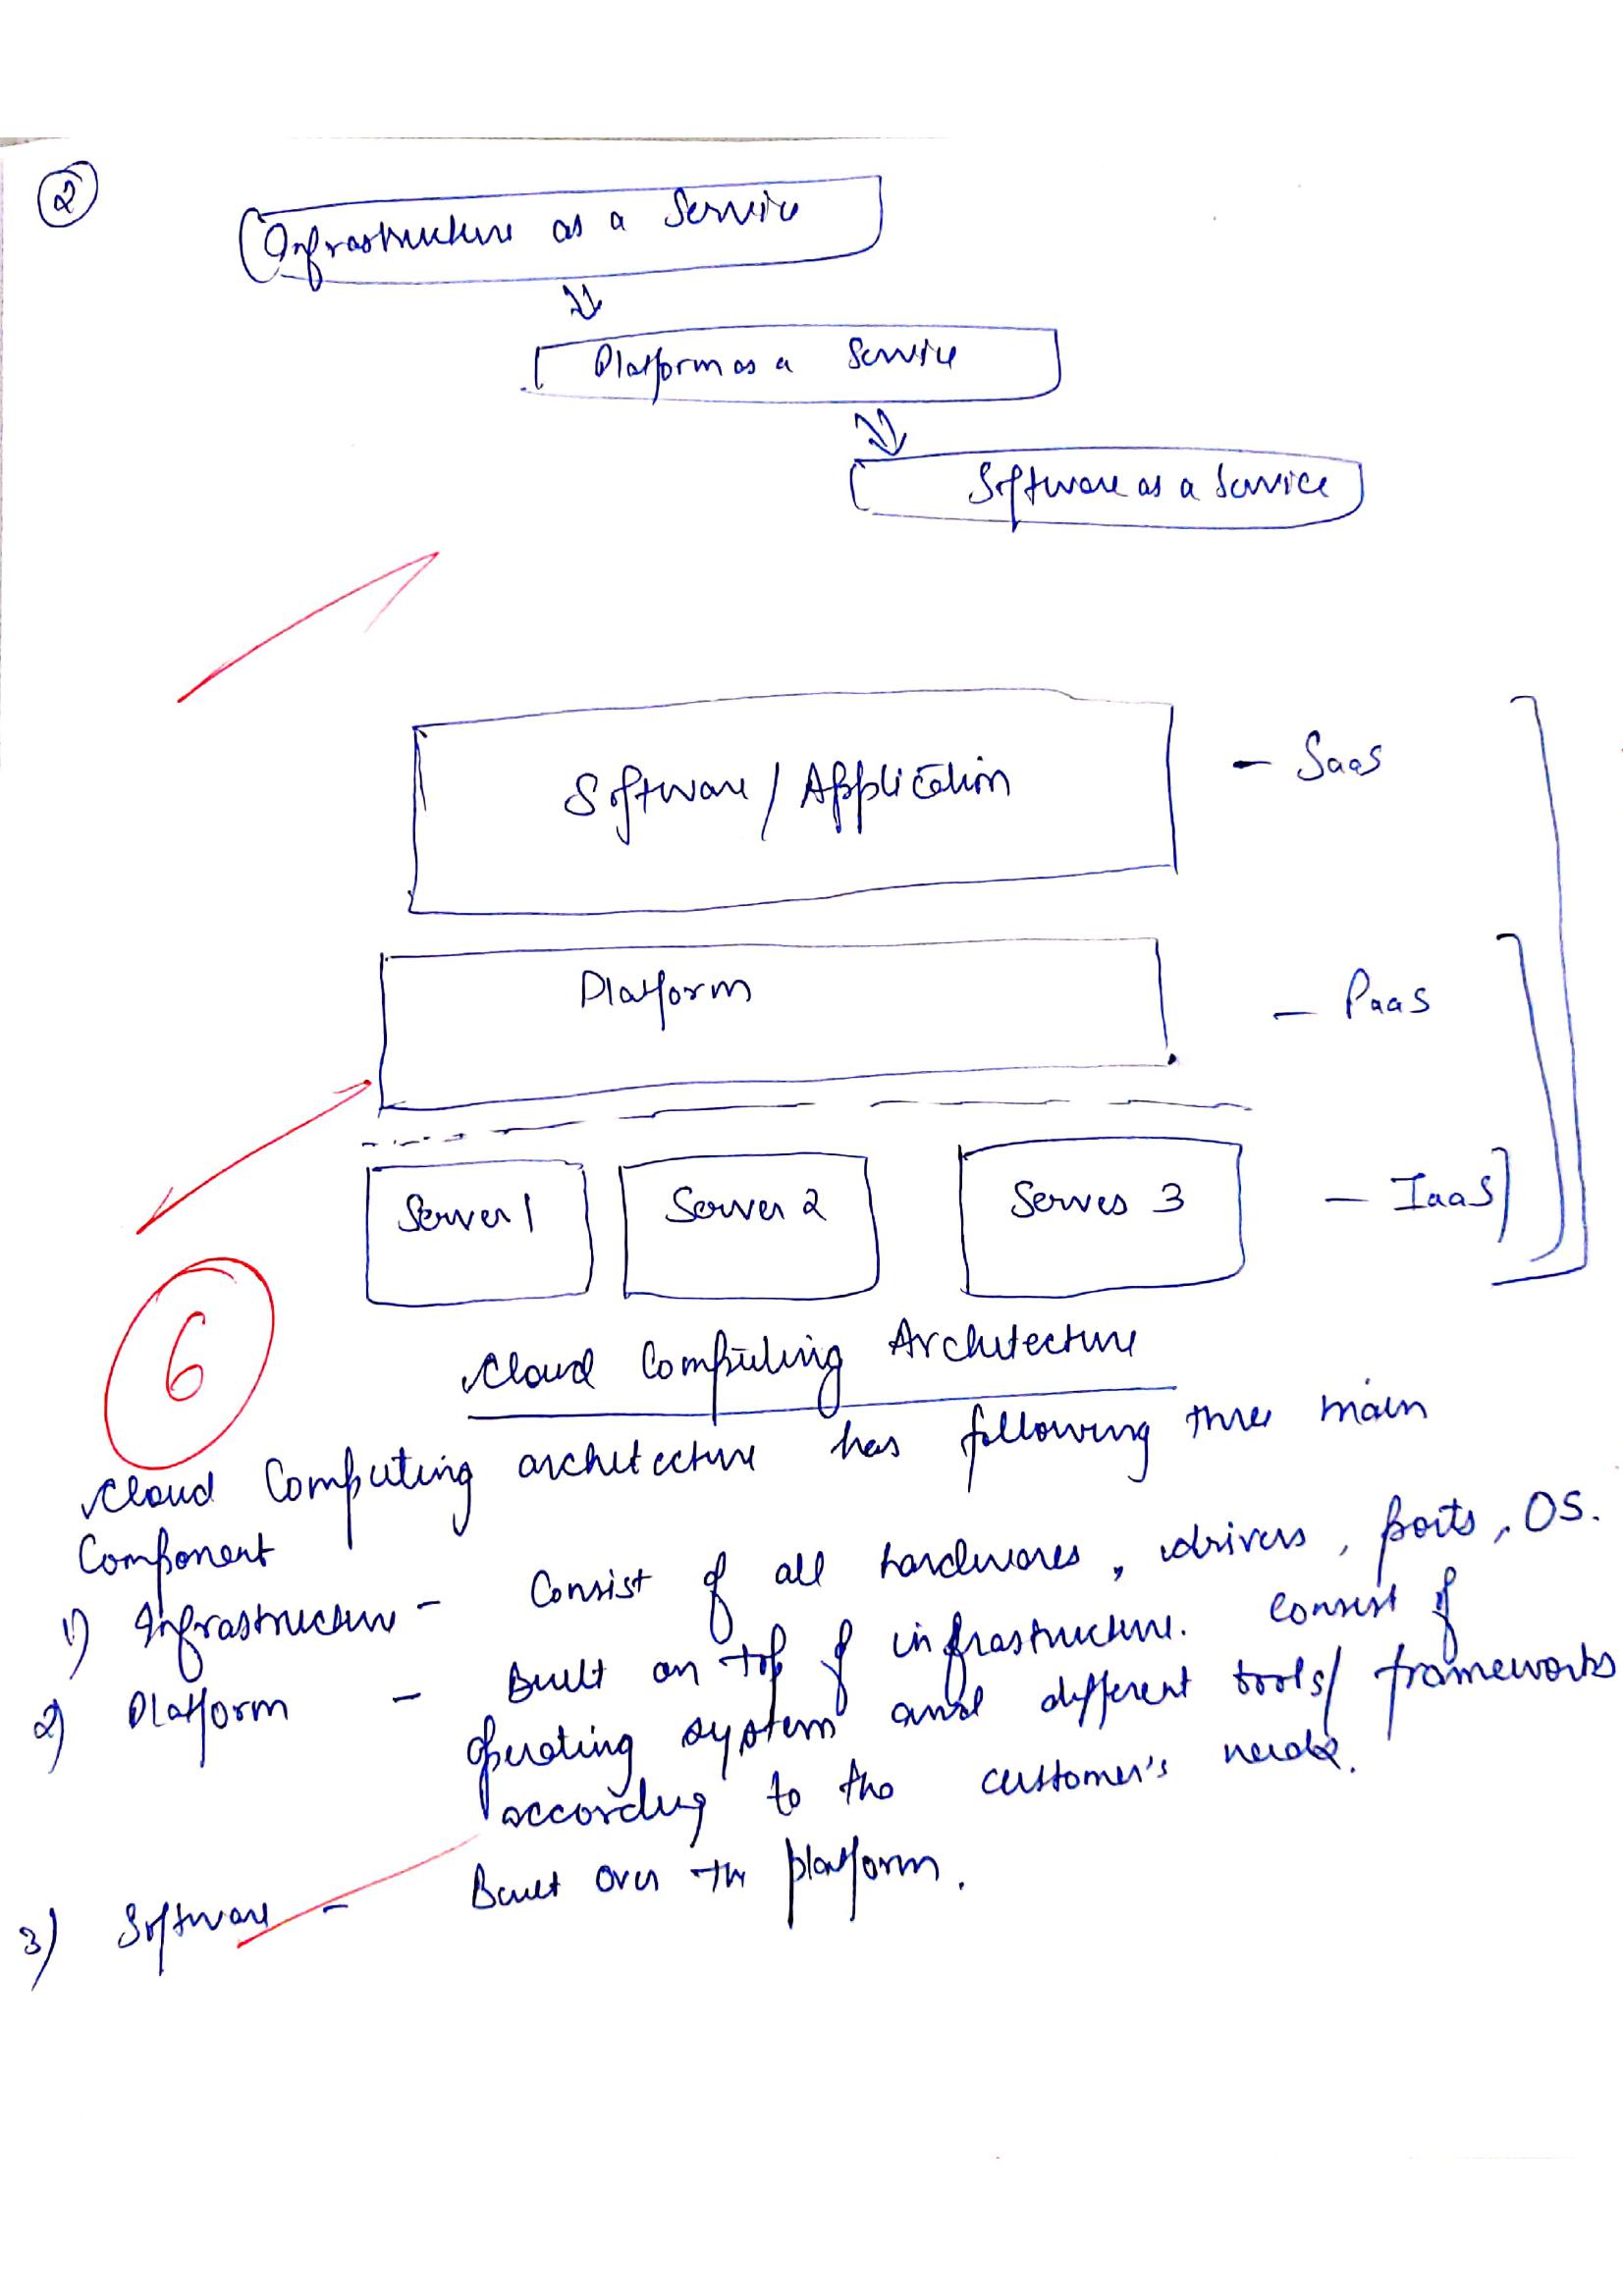 2
Infrastructure as a Service
Platform as a Service
Software as a Service
Software / Application - SaaS
Platform - PaaS
Server 1 Server 2 Serves 3 - IaaS
6
Cloud Computing Architecture
Cloud Computing architecture has following three main
Component
1) Infrastructure - Consist of all hardwares, drivers, ports, OS.
2) Platform - Built on top of infrastructure. Consist of
operating system and different tools/frameworks
according to the customer's needs.
3) Software - Built over the platform.